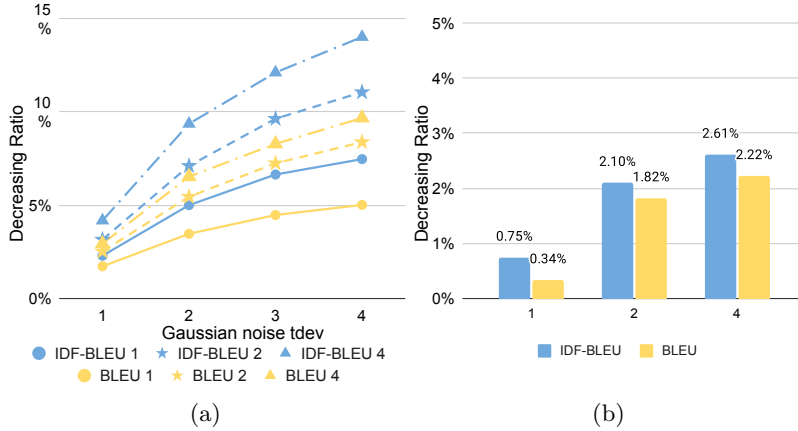 15
%
10
%
5%
0%
Decreasing Ratio
1 2 3 4
Gaussian noise tdev
IDF-BLEU 1 IDF-BLEU 2 IDF-BLEU 4
BLEU 1 BLEU 2 BLEU 4
(a)
5%
4%
3%
2%
1%
0%
Decreasing Ratio
0.75% 0.34% 2.10% 1.82% 2.61% 2.22%
1 2 4
IDF-BLEU BLEU
(b)